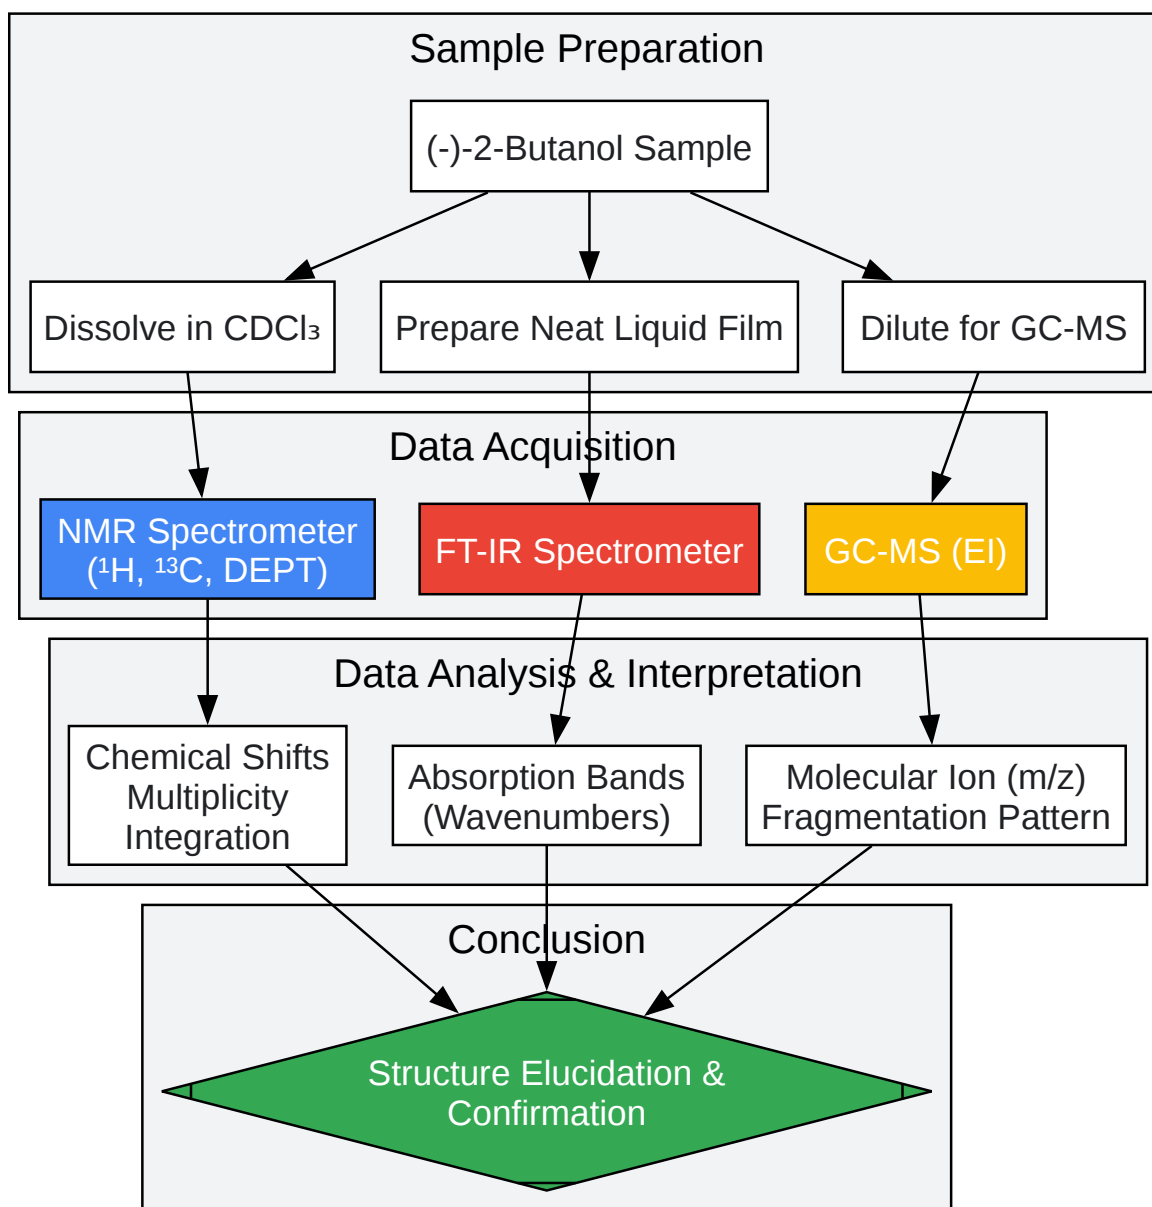 Sample Preparation
(-)-2-Butanol Sample
Dissolve in CDCl₃
Prepare Neat Liquid Film
Dilute for GC-MS
Data Acquisition
NMR Spectrometer
(¹H, ¹³C, DEPT)
FT-IR Spectrometer
GC-MS (EI)
Data Analysis & Interpretation
Chemical Shifts
Multiplicity
Integration
Absorption Bands
(Wavenumbers)
Molecular Ion (m/z)
Fragmentation Pattern
Conclusion
Structure Elucidation &
Confirmation